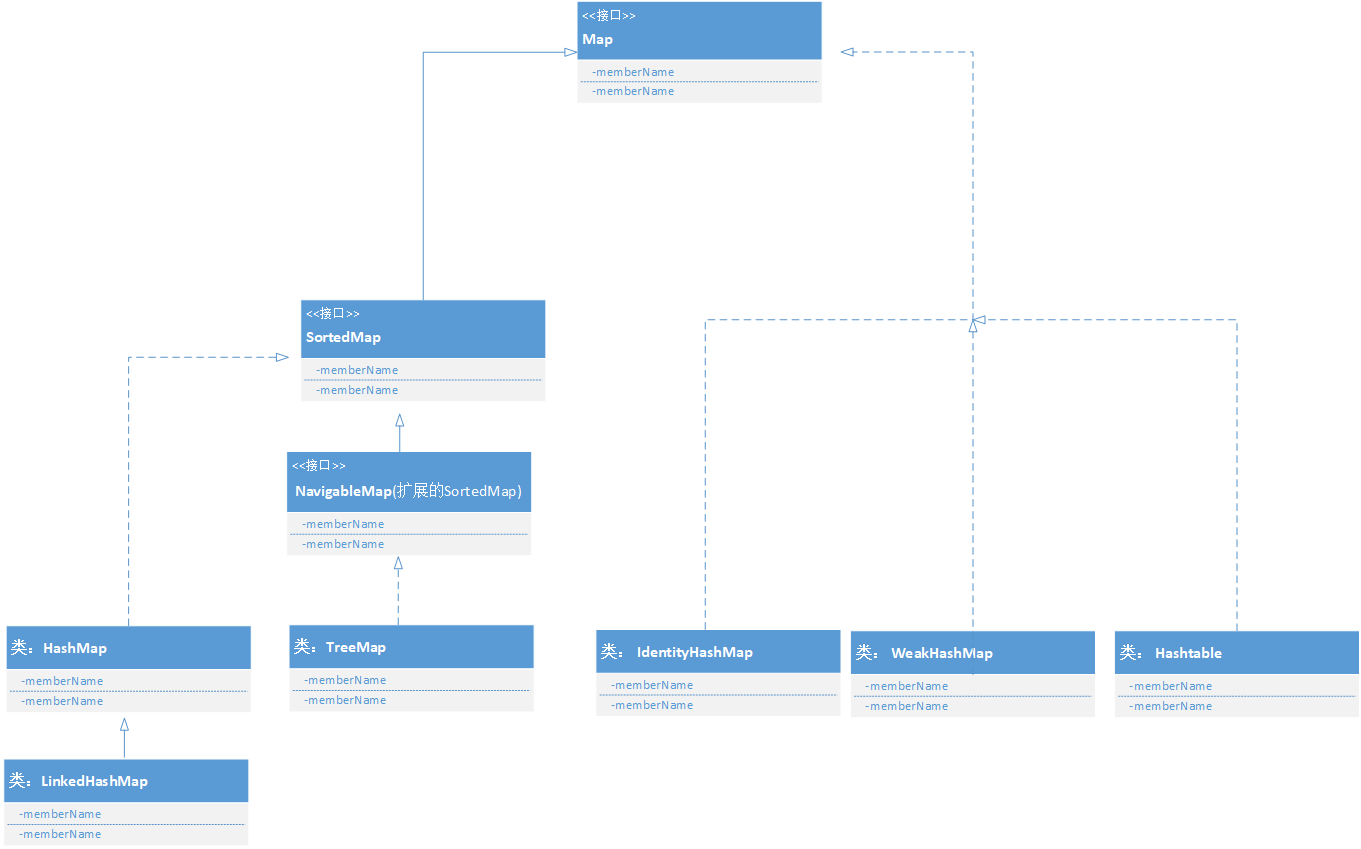 <<接口>>
Map
-memberName
-memberName
<<接口>>
SortedMap
-memberName
-memberName
<<接口>>
NavigableMap(扩展的SortedMap)
-memberName
-memberName
类：HashMap
-memberName
-memberName
类：TreeMap
-memberName
-memberName
类： IdentityHashMap
-memberName
-memberName
类： WeakHashMap
-memberName
-memberName
类： Hashtable
-memberName
-memberName
类：LinkedHashMap
-memberName
-memberName